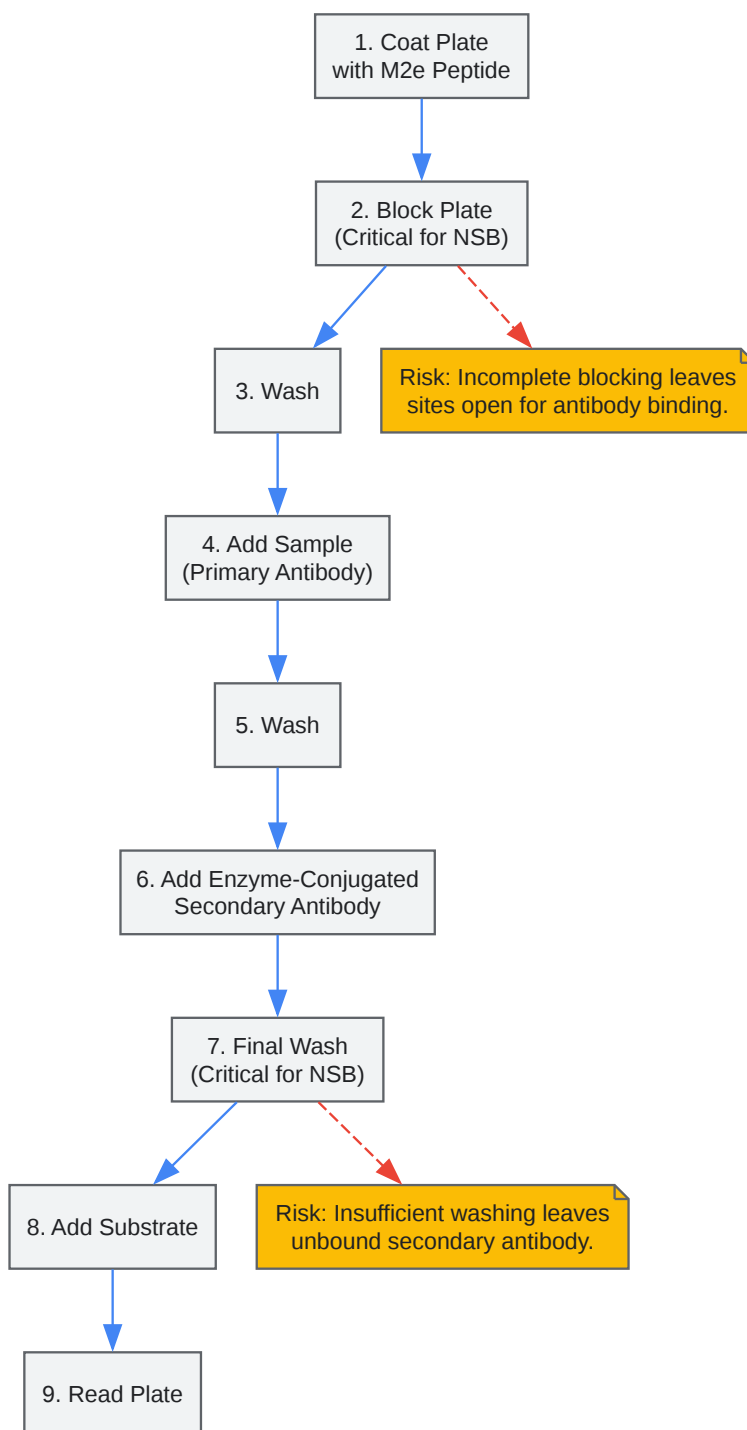 1. Coat Plate
with M2e Peptide
2. Block Plate
(Critical for NSB)
3. Wash
Risk: Incomplete blocking leaves
sites open for antibody binding.
4. Add Sample
(Primary Antibody)
5. Wash
6. Add Enzyme-Conjugated
Secondary Antibody
7. Final Wash
(Critical for NSB)
8. Add Substrate
Risk: Insufficient washing leaves
unbound secondary antibody.
9. Read Plate